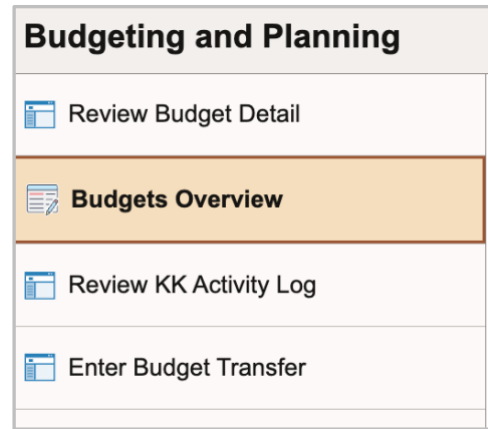 Budgeting and Planning
Review Budget Detail
Budgets Overview
Review KK Activity Log
Enter Budget Transfer